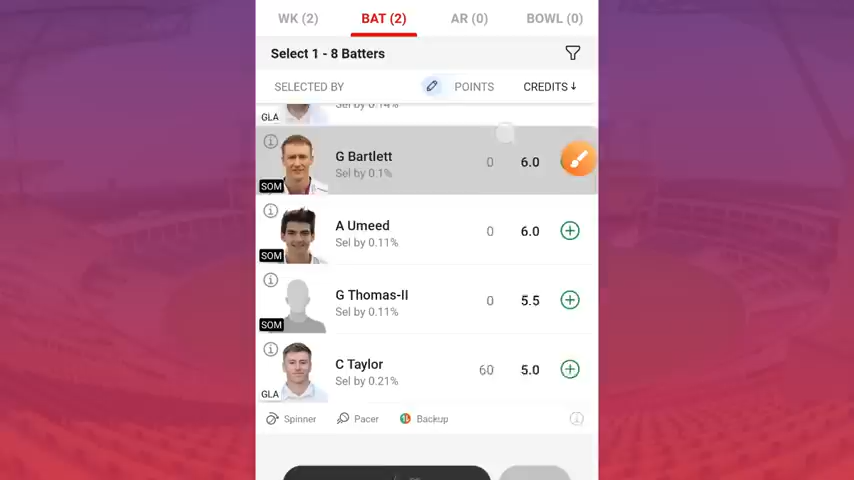 WK (2) BAT (2) AR (0) BOWL (0)
Select 1 - 8 Batters
SELECTED BY POINTS CREDITS↓
Sel by 0.14%
GLA
G Bartlett
Sel by 0.1%
0 6.0
SOM
A Umeed
Sel by 0.11%
0 6.0
SOM
G Thomas-II
Sel by 0.11%
0 5.5
SOM
C Taylor
Sel by 0.21%
60 5.0
GLA
Spinner Pacer Backup